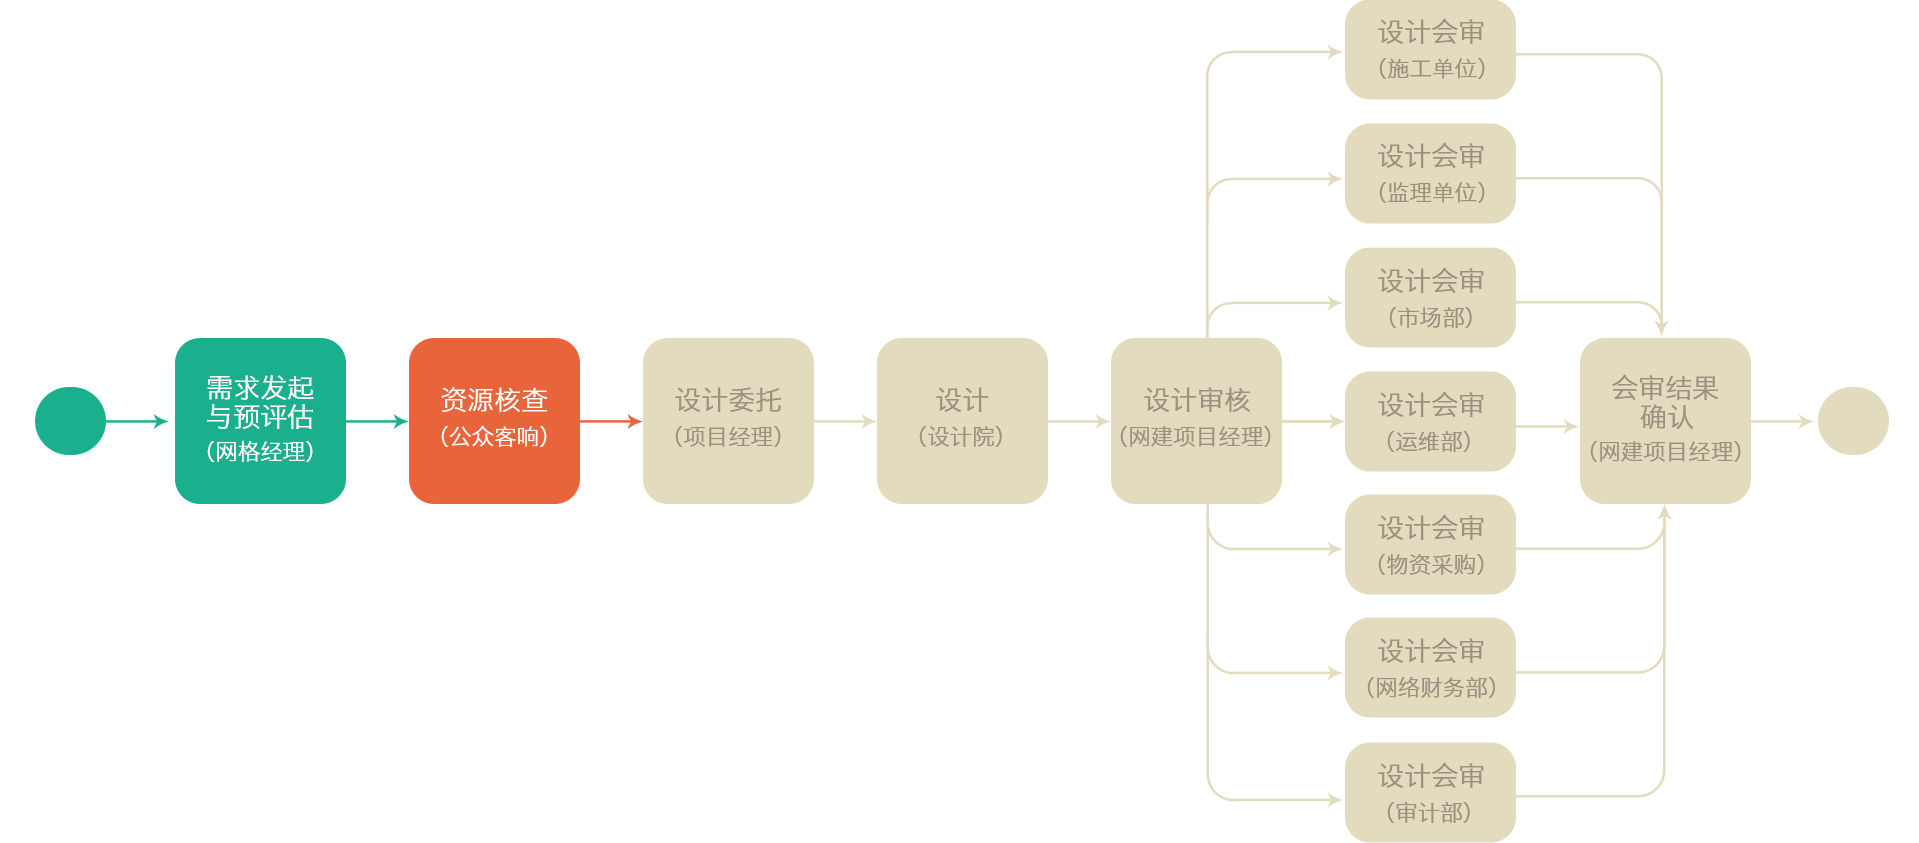 需求发起
与预评估
（网格经理）
资源核查
（公众客响）
设计委托
（项目经理）
设计
（设计院）
设计审核
（网建项目经理）
设计会审
（施工单位）
设计会审
（监理单位）
设计会审
（市场部）
设计会审
（运维部）
设计会审
（物资采购）
设计会审
（网络财务部）
设计会审
（审计部）
会审结果
确认
（网建项目经理）